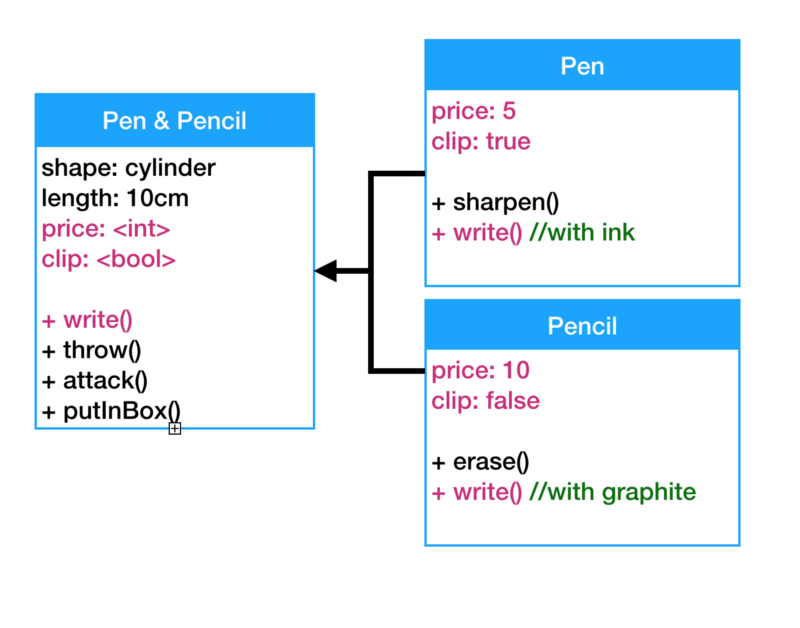 Pen & Pencil
shape: cylinder
length: 10cm
price: <int>
clip: <bool>
+ write()
+ throw()
+ attack()
+ putInBox()
Pen
price: 5
clip: true
+ sharpen()
+ write() //with ink
Pencil
price: 10
clip: false
+ erase()
+ write() //with graphite